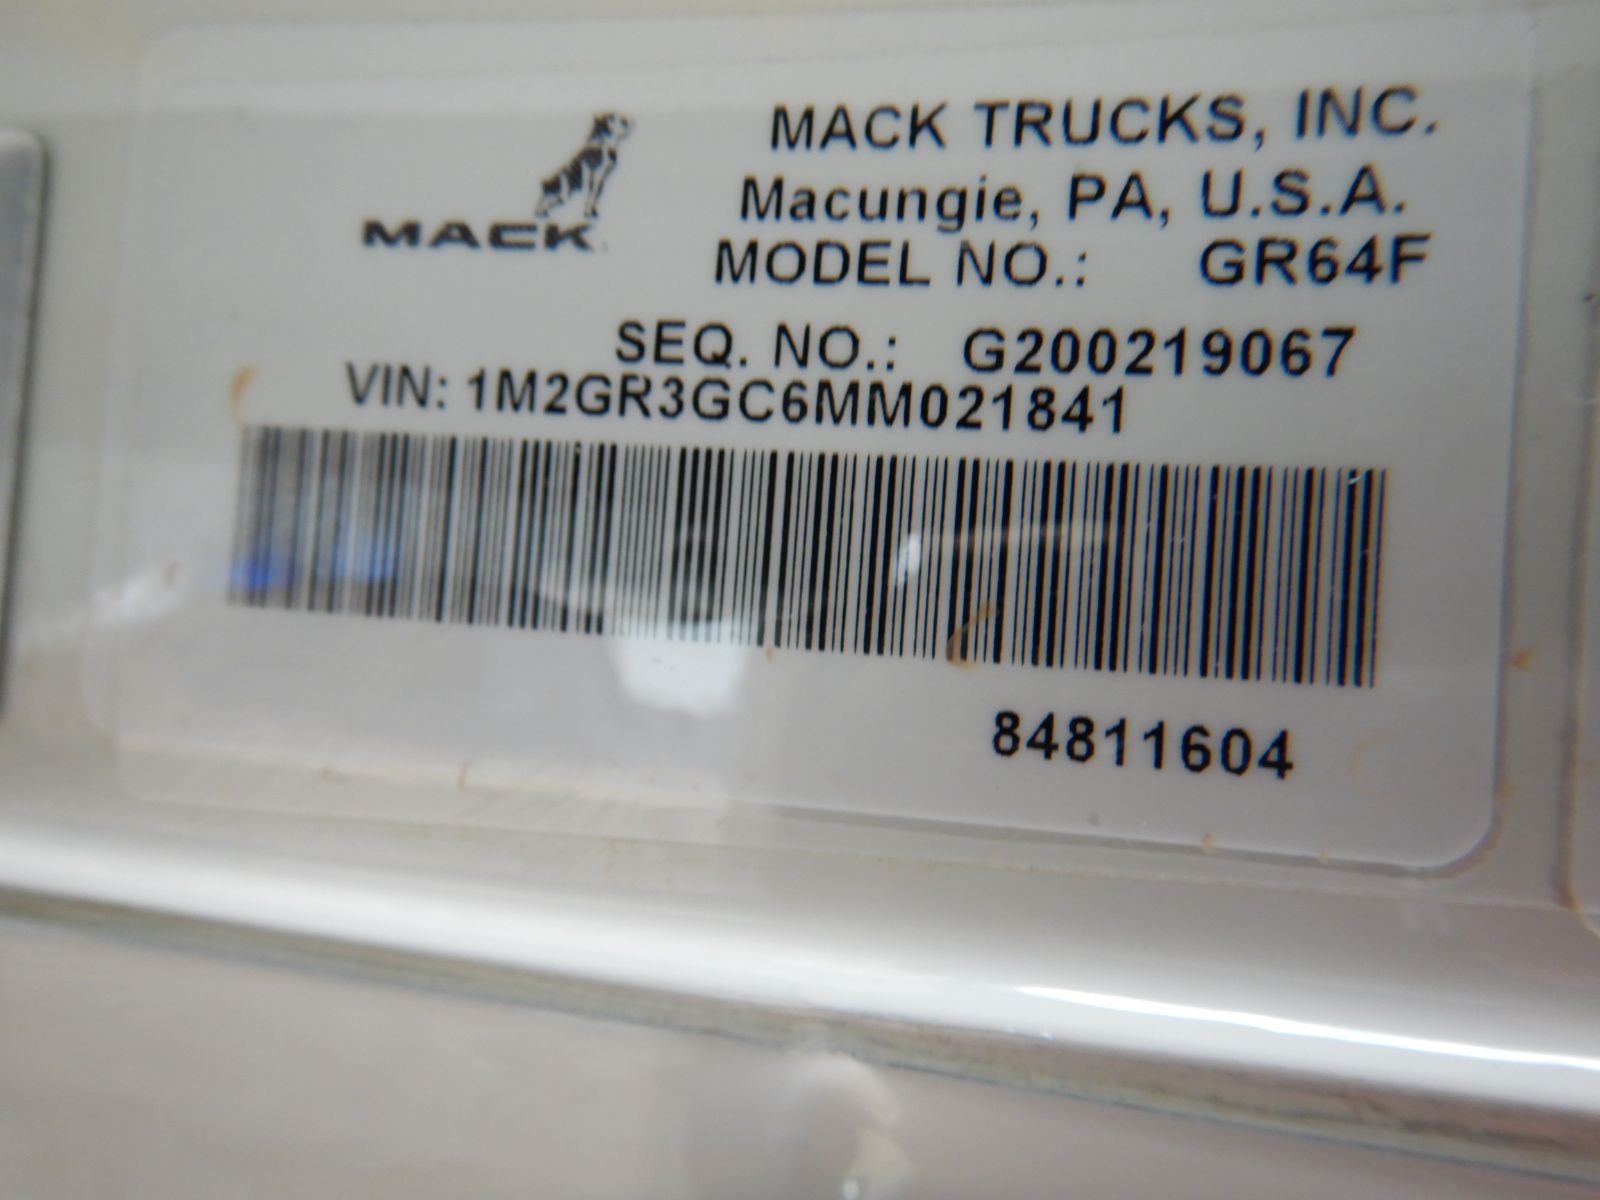 MACK
MACK TRUCKS, INC.
Macungie, PA, U.S.A.
MODEL NO.: GR64F
SEQ. NO.: G200219067
VIN: 1M2GR3GC6MM021841
84811604